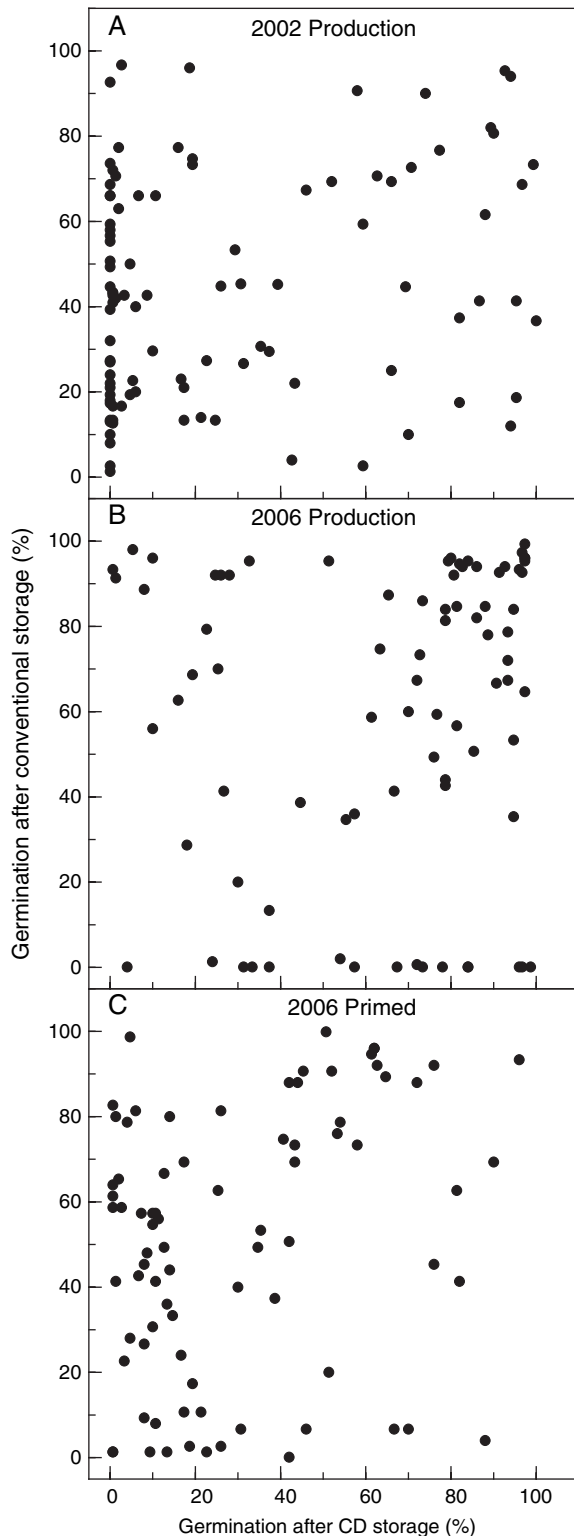 A
2002 Production
100
80
60
40
20
0
B
2006 Production
100
80
60
40
20
0
C
2006 Primed
100
80
60
40
20
0
Germination after conventional storage (%)
0 20 40 60 80 100
Germination after CD storage (%)